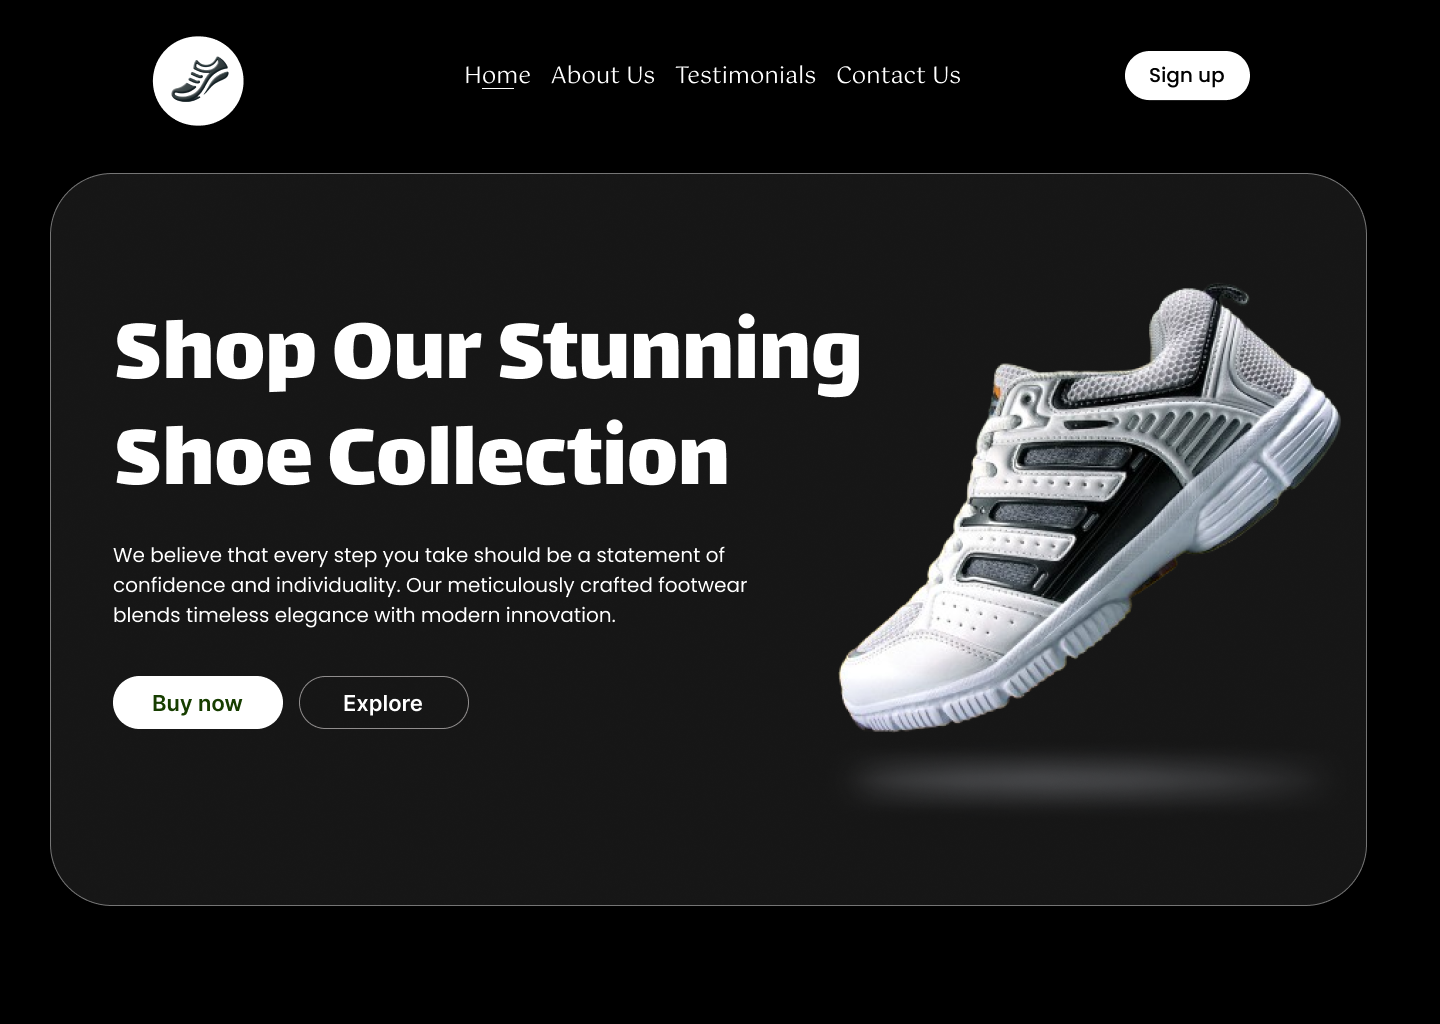 Home About Us Testimonials Contact Us
Sign up
Shop Our Stunning
Shoe Collection
We believe that every step you take should be a statement of
confidence and individuality. Our meticulously crafted footwear
blends timeless elegance with modern innovation.
Buy now
Explore